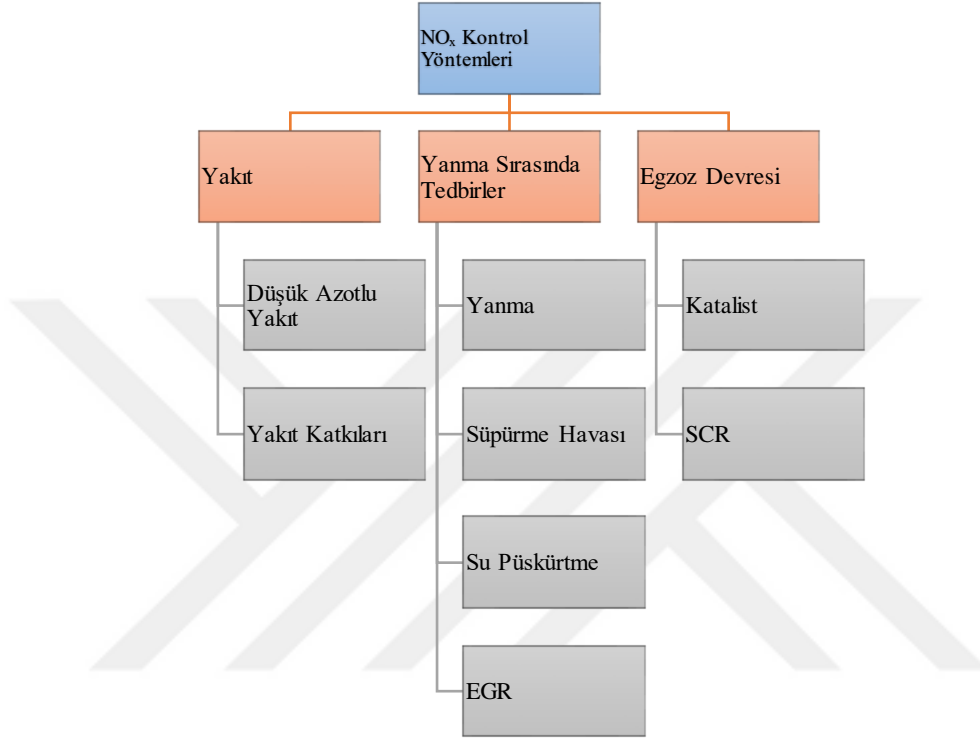 NOₓ Kontrol
Yöntemleri
Yakıt
Düşük Azotlu
Yakıt
Yakıt Katkıları
Yanma Sırasında
Tedbirler
Yanma
Süpürme Havası
Su Püskürtme
EGR
Egzoz Devresi
Katalist
SCR